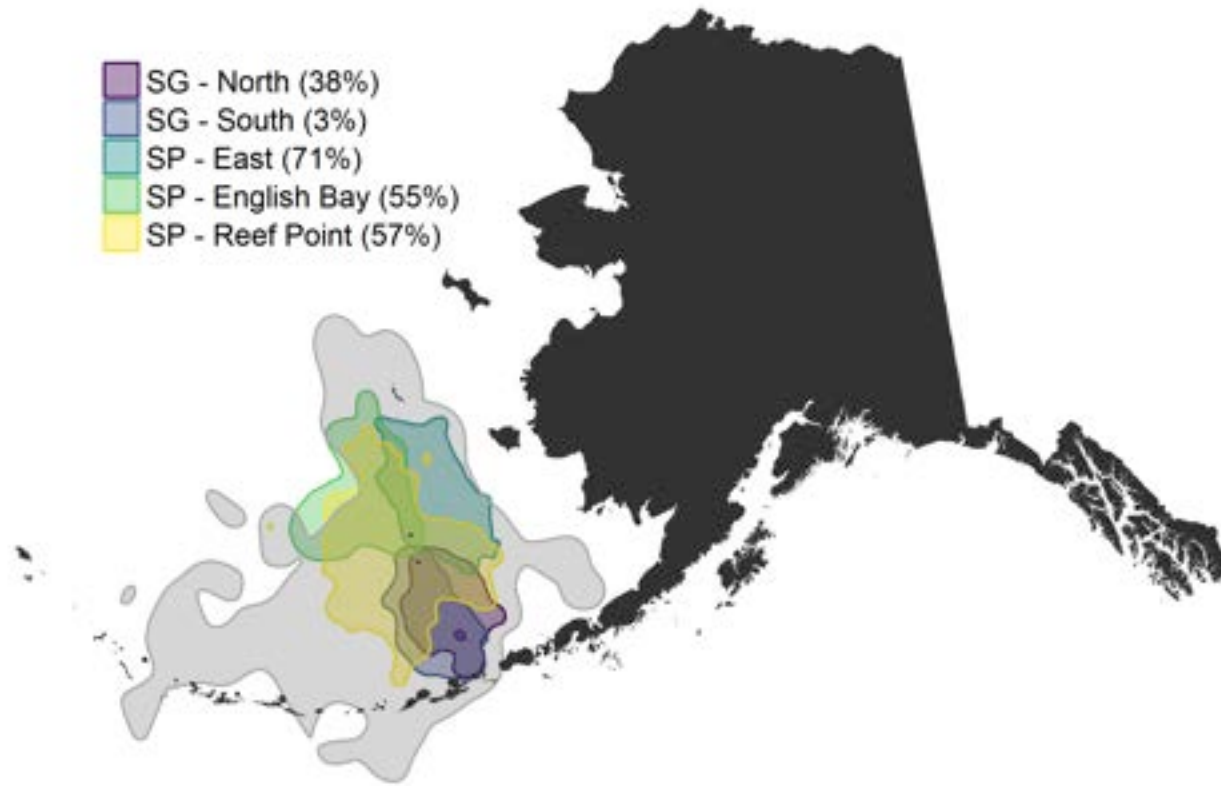 SG - North (38%)
SG - South (3%)
SP - East (71%)
SP - English Bay (55%)
SP - Reef Point (57%)